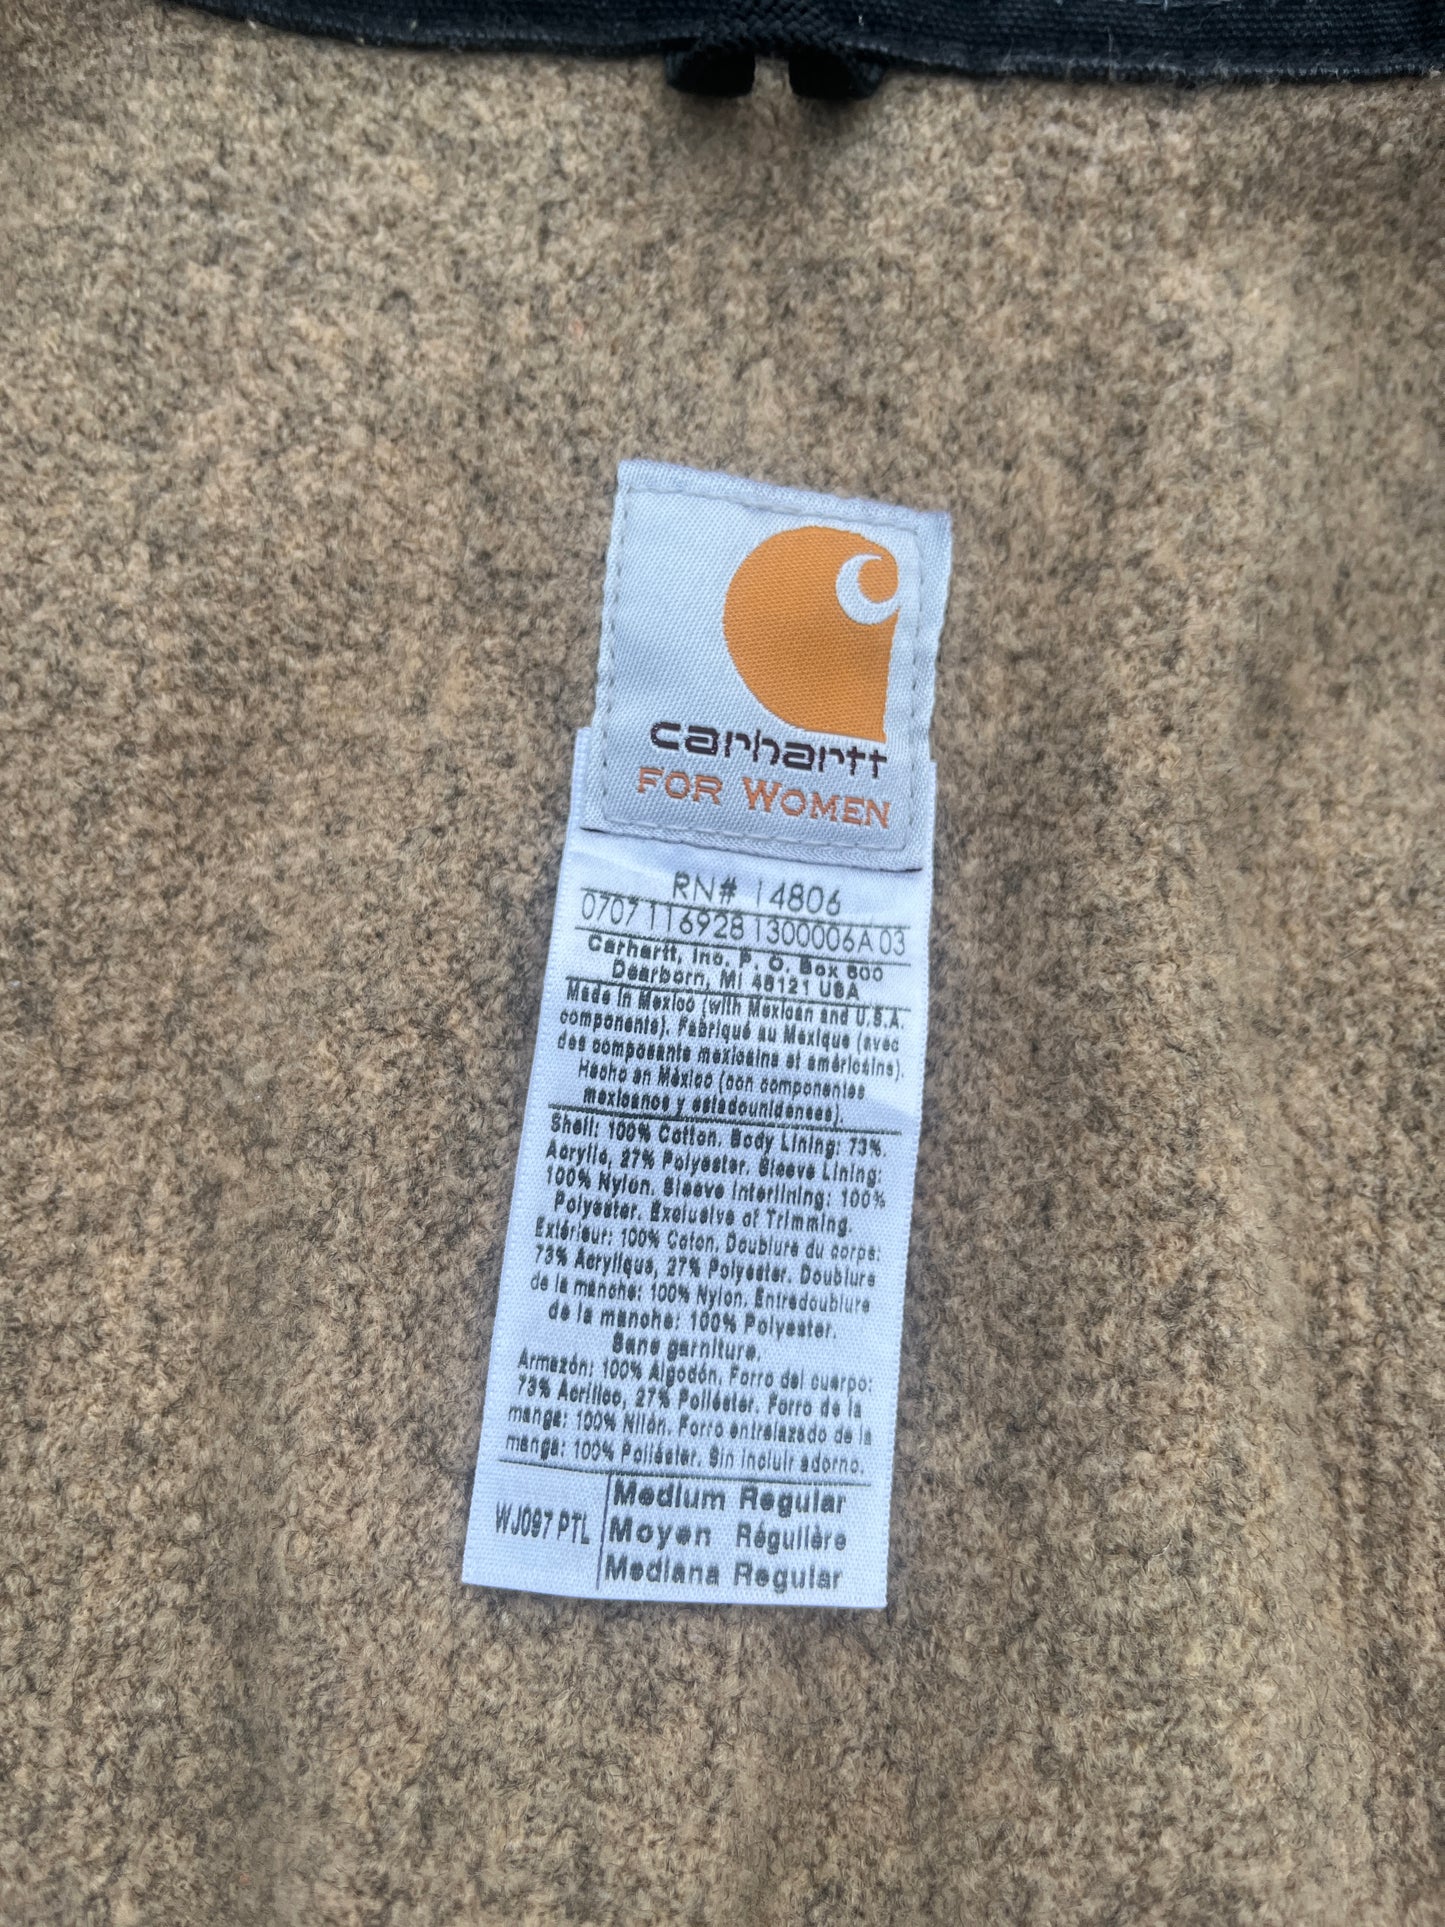 carhartt
FOR WOMEN
RN# 14806
0707 116928 1300006A 03
Carhartt, Inc. P. O. Box 600
Dearborn, MI 48121 USA
Made in Mexico (with Mexican and U.S.A.
components). Fabriqué au Mexique (avec
des composants mexicains et américains).
Hecho en México (con componentes
mexicanos y estadounidenses).
Shell: 100% Cotton. Body Lining: 73%.
Acrylic, 27% Polyester. Sleeve Lining:
100% Nylon. Sleeve Interlining: 100%
Polyester. Exclusive of Trimming.
Extérieur: 100% Coton. Doublure du corps:
73% Acrylique, 27% Polyester. Doublure
de la manche: 100% Nylon. Entredoublure
de la manche: 100% Polyester.
Sans garniture.
Armazón: 100% Algodón. Forro del cuerpo:
73% Acrílico, 27% Poliéster. Forro de la
manga: 100% Nilón. Forro entrelazado de la
manga: 100% Poliéster. Sin incluir adorno.
WJ097 PTL
Medium Regular
Moyen Régulière
Mediana Regular